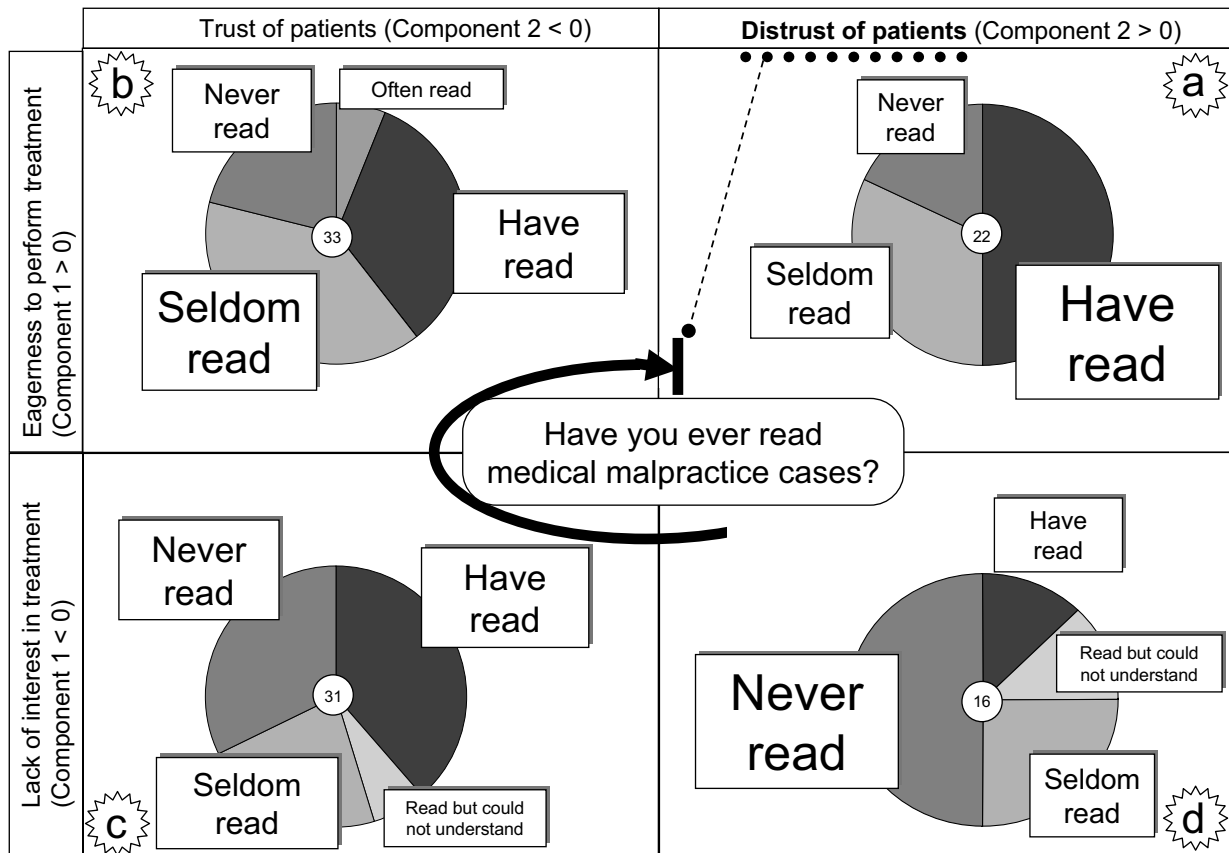 Trust of patients (Component 2 < 0)
Distrust of patients (Component 2 > 0)
Eagerness to perform treatment
(Component 1 > 0)
b
Never
read
Often read
Have
read
Seldom
read
33
a
Never
read
Seldom
read
Have
read
22
Have you ever read
medical malpractice cases?
Lack of interest in treatment
(Component 1 < 0)
Never
read
Have
read
Seldom
read
Read but could
not understand
31
c
Have
read
Read but could
not understand
Never
read
Seldom
read
16
d